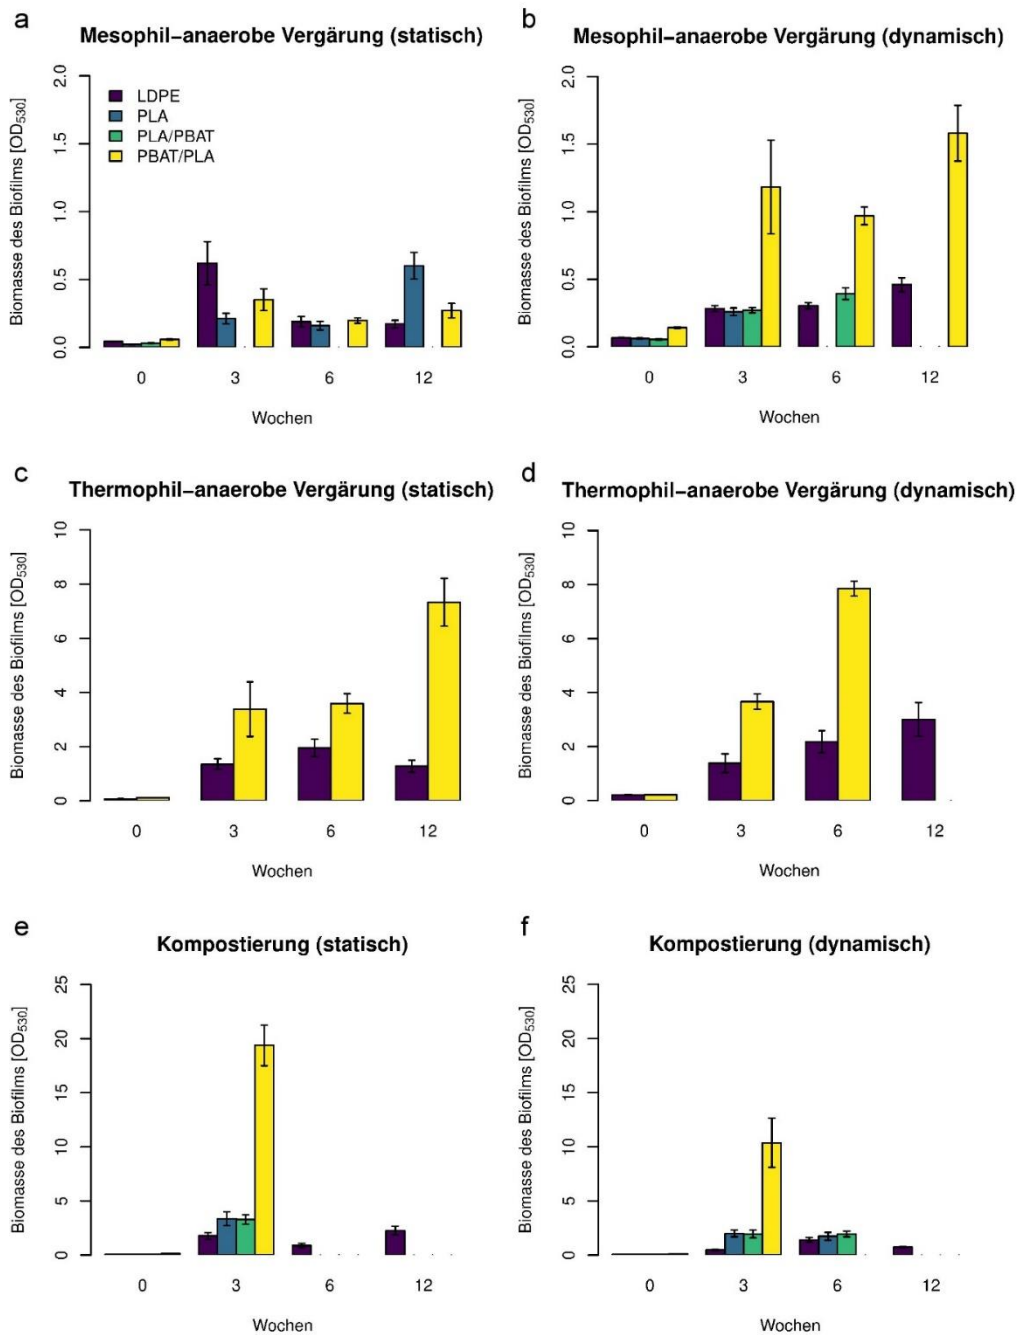 a
Mesophil−anaerobe Vergärung (statisch)
Biomasse des Biofilms [OD530]
2.0
1.5
1.0
0.5
0.0
LDPE
PLA
PLA/PBAT
PBAT/PLA
0 3 6 12
Wochen
b
Mesophil−anaerobe Vergärung (dynamisch)
Biomasse des Biofilms [OD530]
2.0
1.5
1.0
0.5
0.0
0 3 6 12
Wochen
c
Thermophil−anaerobe Vergärung (statisch)
Biomasse des Biofilms [OD530]
10
8
6
4
2
0
0 3 6 12
Wochen
d
Thermophil−anaerobe Vergärung (dynamisch)
Biomasse des Biofilms [OD530]
10
8
6
4
2
0
0 3 6 12
Wochen
e
Kompostierung (statisch)
Biomasse des Biofilms [OD530]
25
20
15
10
5
0
0 3 6 12
Wochen
f
Kompostierung (dynamisch)
Biomasse des Biofilms [OD530]
25
20
15
10
5
0
0 3 6 12
Wochen